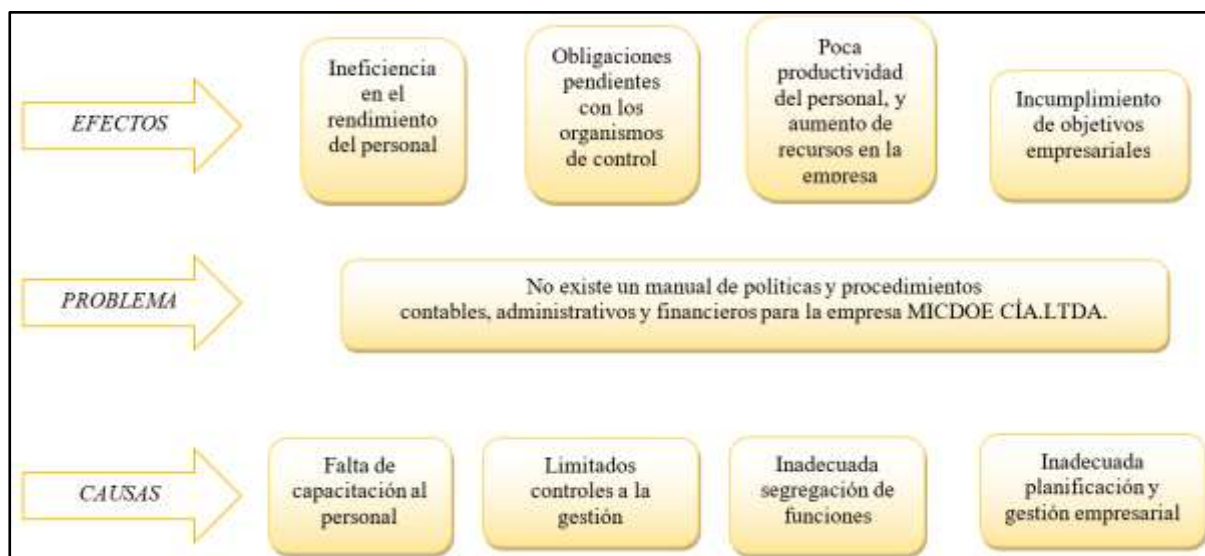 EFECTOS
Ineficiencia
en el
rendimiento
del personal
Obligaciones
pendientes
con los
organismos
de control
Poca
productividad
del personal, y
aumento de
recursos en la
empresa
Incumplimiento
de objetivos
empresariales
PROBLEMA
No existe un manual de políticas y procedimientos
contables, administrativos y financieros para la empresa MICDOE CÍA.LTDA.
CAUSAS
Falta de
capacitación al
personal
Limitados
controles a la
gestión
Inadecuada
segregación de
funciones
Inadecuada
planificación y
gestión empresarial